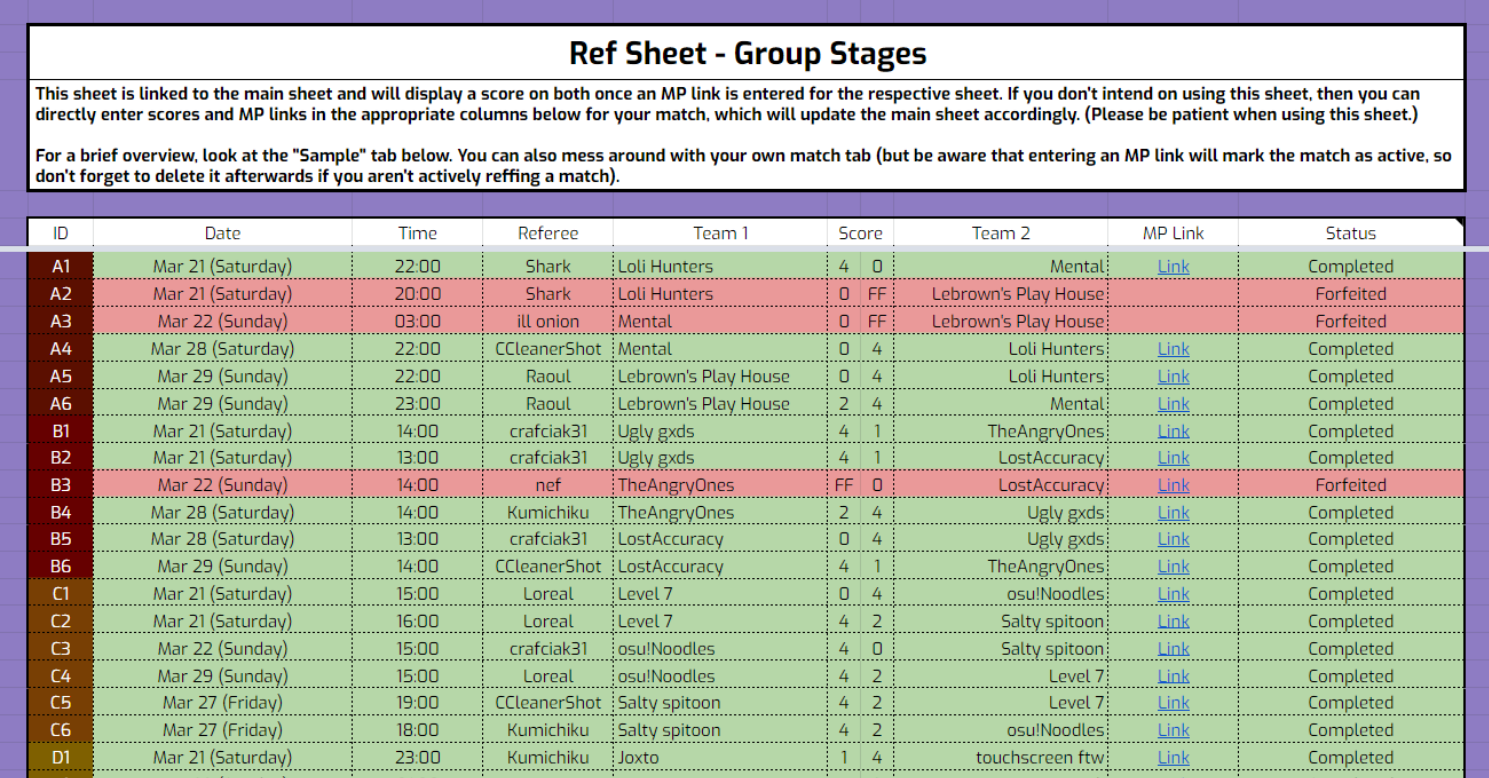 Ref Sheet - Group Stages
This sheet is linked to the main sheet and will display a score on both once an MP link is entered for the respective sheet. If you don't intend on using this sheet, then you can
directly enter scores and MP links in the appropriate columns below for your match, which will update the main sheet accordingly. (Please be patient when using this sheet.)
For a brief overview, look at the "Sample" tab below. You can also mess around with your own match tab (but be aware that entering an MP link will mark the match as active, so
don't forget to delete it afterwards if you aren't actively reffing a match).
ID Date Time Referee Team 1 Score Team 2 MP Link Status
A1 Mar 21 (Saturday) 22:00 Shark Loli Hunters 4 0 Mental Link Completed
A2 Mar 21 (Saturday) 20:00 Shark Loli Hunters 0 FF Lebrown's Play House Forfeited
A3 Mar 22 (Sunday) 03:00 ill onion Mental 0 FF Lebrown's Play House Forfeited
A4 Mar 28 (Saturday) 22:00 CCleanerShot Mental 0 4 Loli Hunters Link Completed
A5 Mar 29 (Sunday) 22:00 Raoul Lebrown's Play House 0 4 Loli Hunters Link Completed
A6 Mar 29 (Sunday) 23:00 Raoul Lebrown's Play House 2 4 Mental Link Completed
B1 Mar 21 (Saturday) 14:00 crafciak31 Ugly gxds 4 1 TheAngryOnes Link Completed
B2 Mar 21 (Saturday) 13:00 crafciak31 Ugly gxds 4 1 LostAccuracy Link Completed
B3 Mar 22 (Sunday) 14:00 nef TheAngryOnes FF 0 LostAccuracy Link Forfeited
B4 Mar 28 (Saturday) 14:00 Kumichiku TheAngryOnes 2 4 Ugly gxds Link Completed
B5 Mar 28 (Saturday) 13:00 crafciak31 LostAccuracy 0 4 Ugly gxds Link Completed
B6 Mar 29 (Sunday) 14:00 CCleanerShot LostAccuracy 4 1 TheAngryOnes Link Completed
C1 Mar 21 (Saturday) 15:00 Loreal Level 7 0 4 osu!Noodles Link Completed
C2 Mar 21 (Saturday) 16:00 Loreal Level 7 4 2 Salty spitoon Link Completed
C3 Mar 22 (Sunday) 15:00 crafciak31 osu!Noodles 4 0 Salty spitoon Link Completed
C4 Mar 29 (Sunday) 15:00 Loreal osu!Noodles 4 2 Level 7 Link Completed
C5 Mar 27 (Friday) 19:00 CCleanerShot Salty spitoon 4 2 Level 7 Link Completed
C6 Mar 27 (Friday) 18:00 Kumichiku Salty spitoon 4 2 osu!Noodles Link Completed
D1 Mar 21 (Saturday) 23:00 Kumichiku Joxto 1 4 touchscreen ftw Link Completed